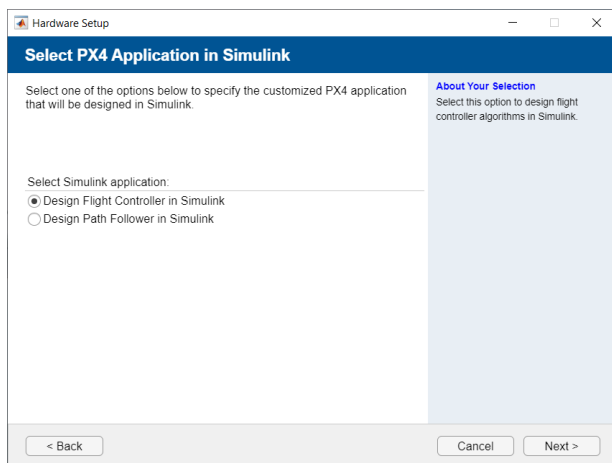 Hardware Setup
Select PX4 Application in Simulink
Select one of the options below to specify the customized PX4 application
that will be designed in Simulink.
Select Simulink application:
Design Flight Controller in Simulink
Design Path Follower in Simulink
About Your Selection
Select this option to design flight
controller algorithms in Simulink.
< Back
Cancel
Next >